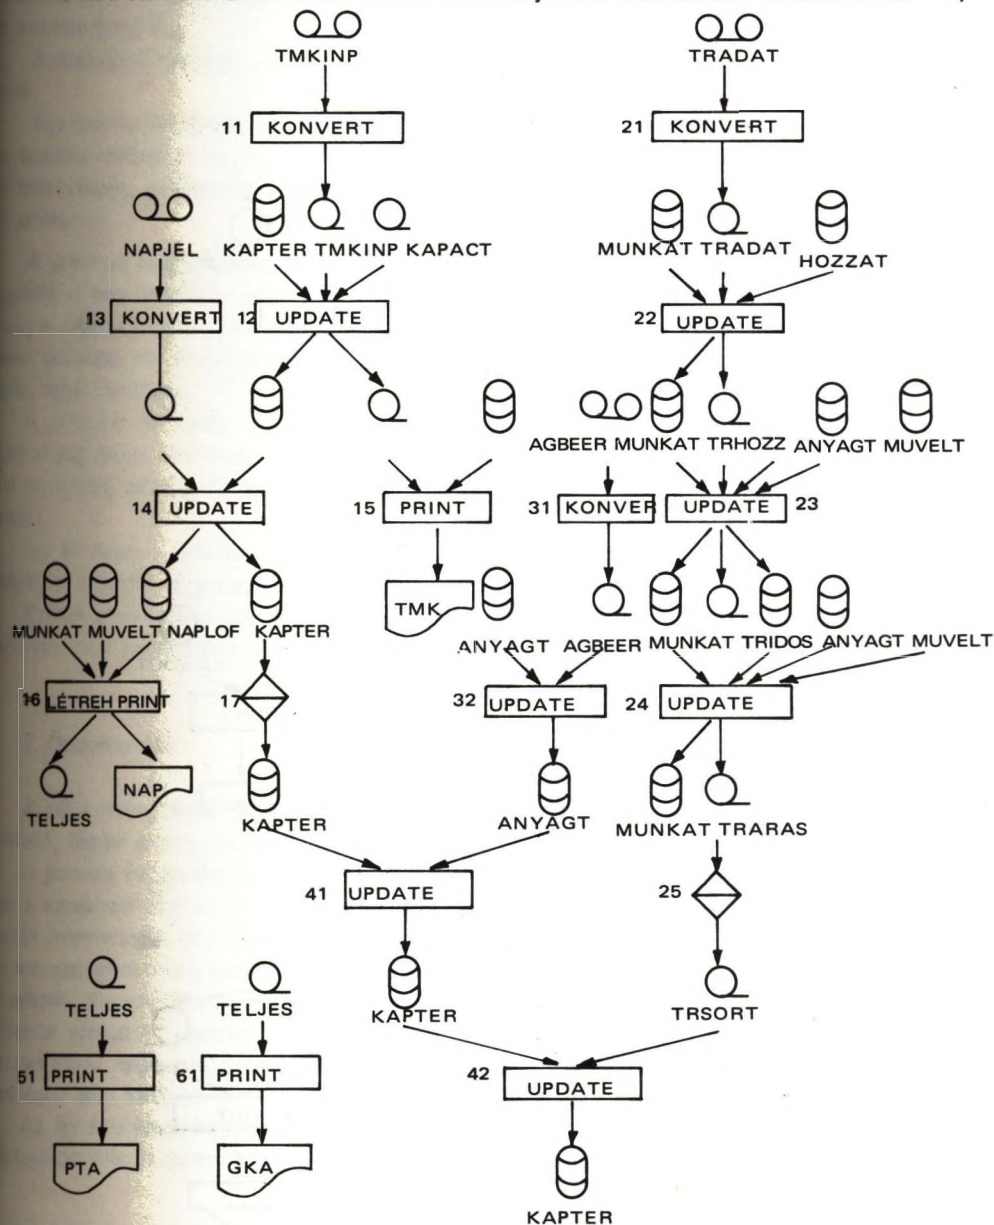 TMKINP
TRADAT
11 KONVERT
21 KONVERT
NAPJEL KAPTER TMKINP KAPACT
MUNKAT TRADAT HOZZAT
13 KONVERT 12 UPDATE
22 UPDATE
AGBEER MUNKAT TRHOZZ ANYAGT MUVELT
14 UPDATE 15 PRINT 31 KONVER UPDATE 23
TMK
MUNKAT MUVELT NAPLOF KAPTER
ANYAGT AGBEER MUNKAT TRIDOS ANYAGT MUVELT
16 LÉTREH PRINT 17 32 UPDATE 24 UPDATE
TELJES NAP
KAPTER ANYAGT MUNKAT TRARAS
41 UPDATE 25
TELJES TELJES KAPTER TRSORT
51 PRINT 61 PRINT 42 UPDATE
PTA GKA
KAPTER